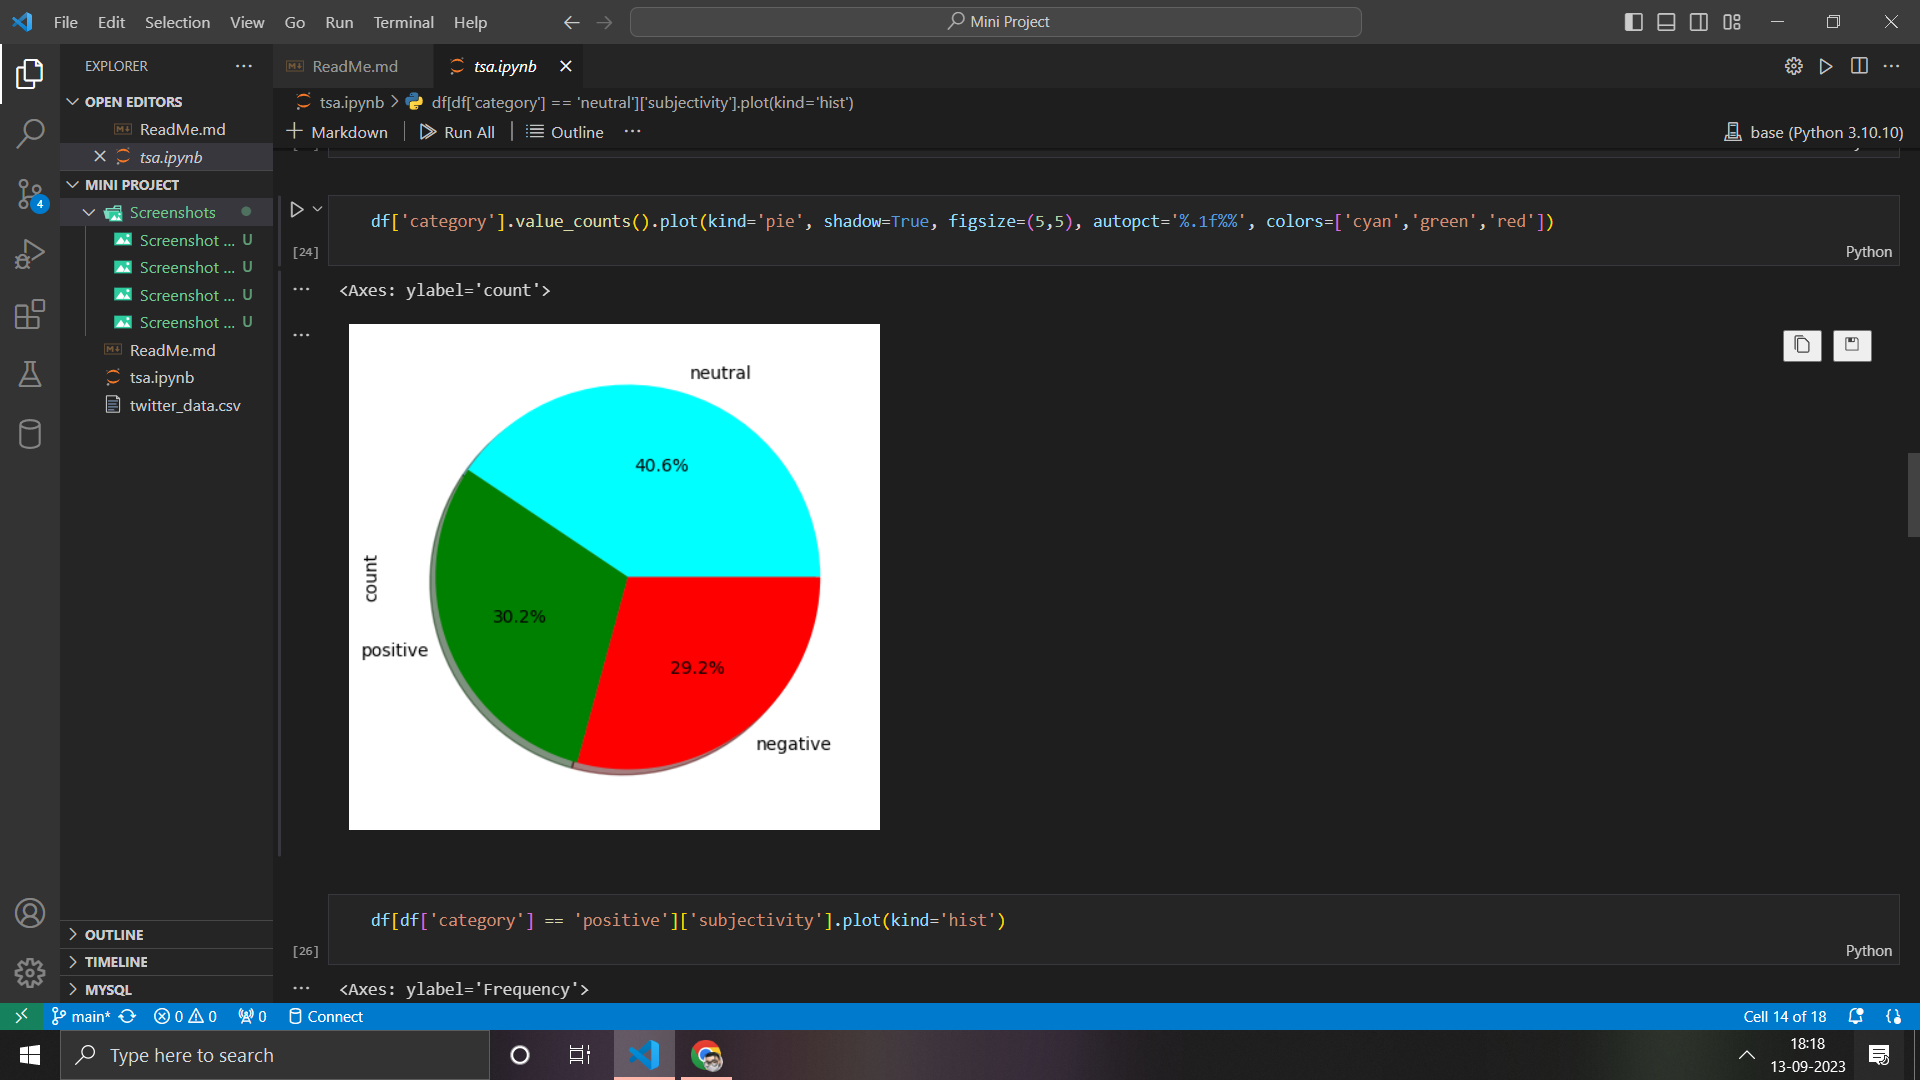 File Edit Selection View Go Run Terminal Help
Mini Project
EXPLORER
ReadMe.md
tsa.ipynb
OPEN EDITORS
ReadMe.md
tsa.ipynb
MINI PROJECT
Screenshots
Screenshot ... U
Screenshot ... U
Screenshot ... U
Screenshot ... U
ReadMe.md
tsa.ipynb
twitter_data.csv
OUTLINE
TIMELINE
MYSQL
4
tsa.ipynb > df[df['category'] == 'neutral']['subjectivity'].plot(kind='hist')
+ Markdown | Run All | Outline ...
base (Python 3.10.10)
df['category'].value_counts().plot(kind='pie', shadow=True, figsize=(5,5), autopct='%.1f%%', colors=['cyan','green','red'])
[24]
Python
<Axes: ylabel='count'>
neutral
40.6%
count
30.2%
positive
29.2%
negative
df[df['category'] == 'positive']['subjectivity'].plot(kind='hist')
[26]
Python
<Axes: ylabel='Frequency'>
main* 0 0 0 Connect
Cell 14 of 18
Type here to search
18:18
13-09-2023